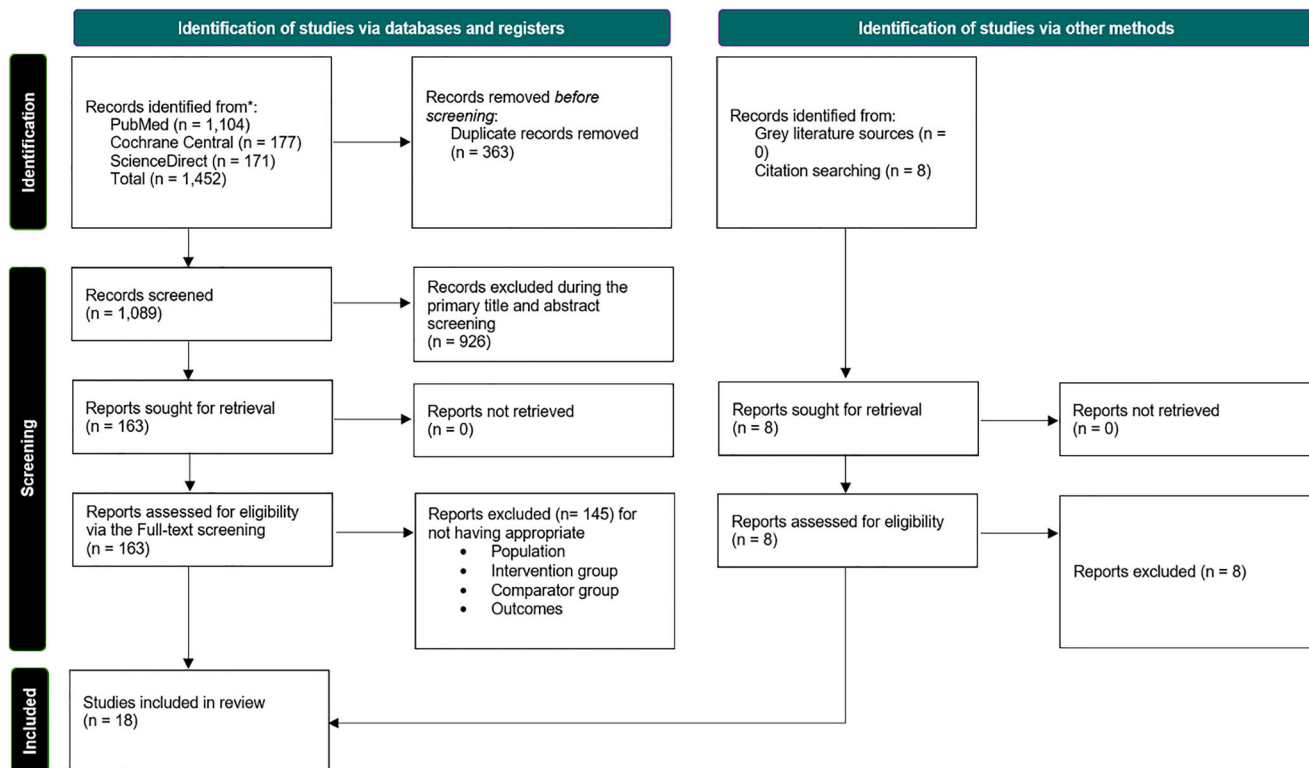 Identification of studies via databases and registers
Identification of studies via other methods
Identification
Records identified from*:
PubMed (n = 1,104)
Cochrane Central (n = 177)
ScienceDirect (n = 171)
Total (n = 1,452)
Records removed before
screening:
Duplicate records removed
(n = 363)
Records identified from:
Grey literature sources (n =
0)
Citation searching (n = 8)
Screening
Records screened
(n = 1,089)
Records excluded during the
primary title and abstract
screening
(n = 926)
Reports sought for retrieval
(n = 163)
Reports not retrieved
(n = 0)
Reports sought for retrieval
(n = 8)
Reports not retrieved
(n = 0)
Reports assessed for eligibility
via the Full-text screening
(n = 163)
Reports excluded (n= 145) for
not having appropriate
• Population
• Intervention group
• Comparator group
• Outcomes
Reports assessed for eligibility
(n = 8)
Reports excluded (n = 8)
Included
Studies included in review
(n = 18)